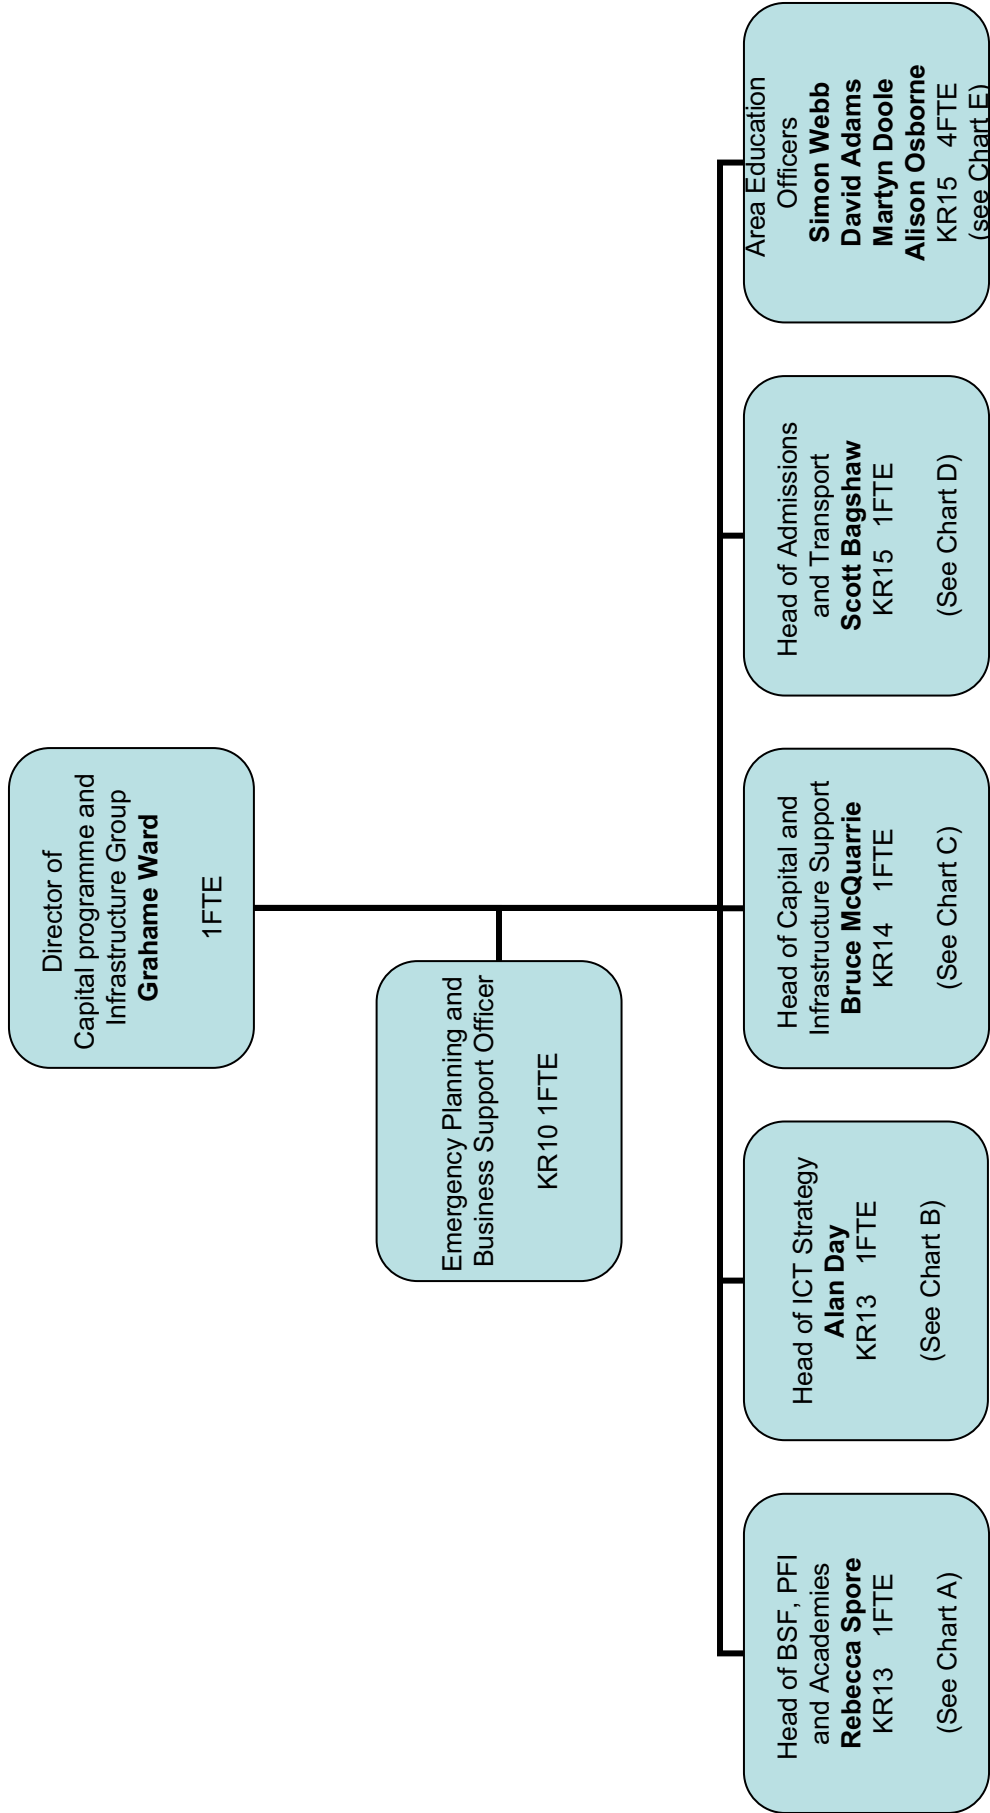 Director of
Capital programme and
Infrastructure Group
Grahame Ward
1FTE
Emergency Planning and
Business Support Officer
KR10 1FTE
Head of BSF, PFI
and Academies
Rebecca Spore
KR13 1FTE
(See Chart A)
Head of ICT Strategy
Alan Day
KR13 1FTE
(See Chart B)
Head of Capital and
Infrastructure Support
Bruce McQuarrie
KR14 1FTE
(See Chart C)
Head of Admissions
and Transport
Scott Bagshaw
KR15 1FTE
(See Chart D)
Area Education
Officers
Simon Webb
David Adams
Martyn Doole
Alison Osborne
KR15 4FTE
(see Chart E)